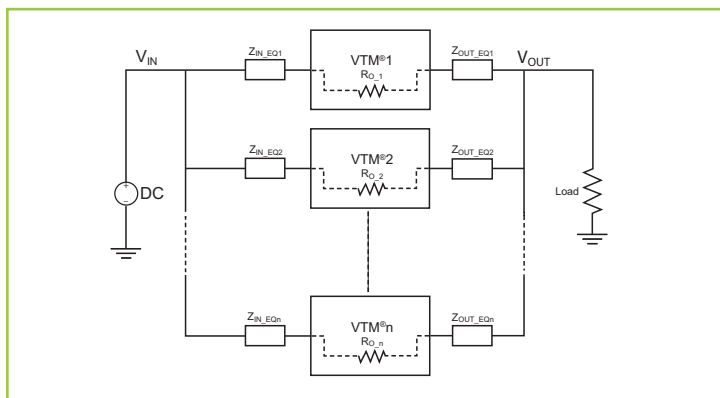 V_IN
Z_IN_EQ1
VTM®1
R_O_1
Z_OUT_EQ1
V_OUT
Z_IN_EQ2
VTM®2
R_O_2
Z_OUT_EQ2
+
−
DC
Load
Z_IN_EQn
VTM®n
R_O_n
Z_OUT_EQn